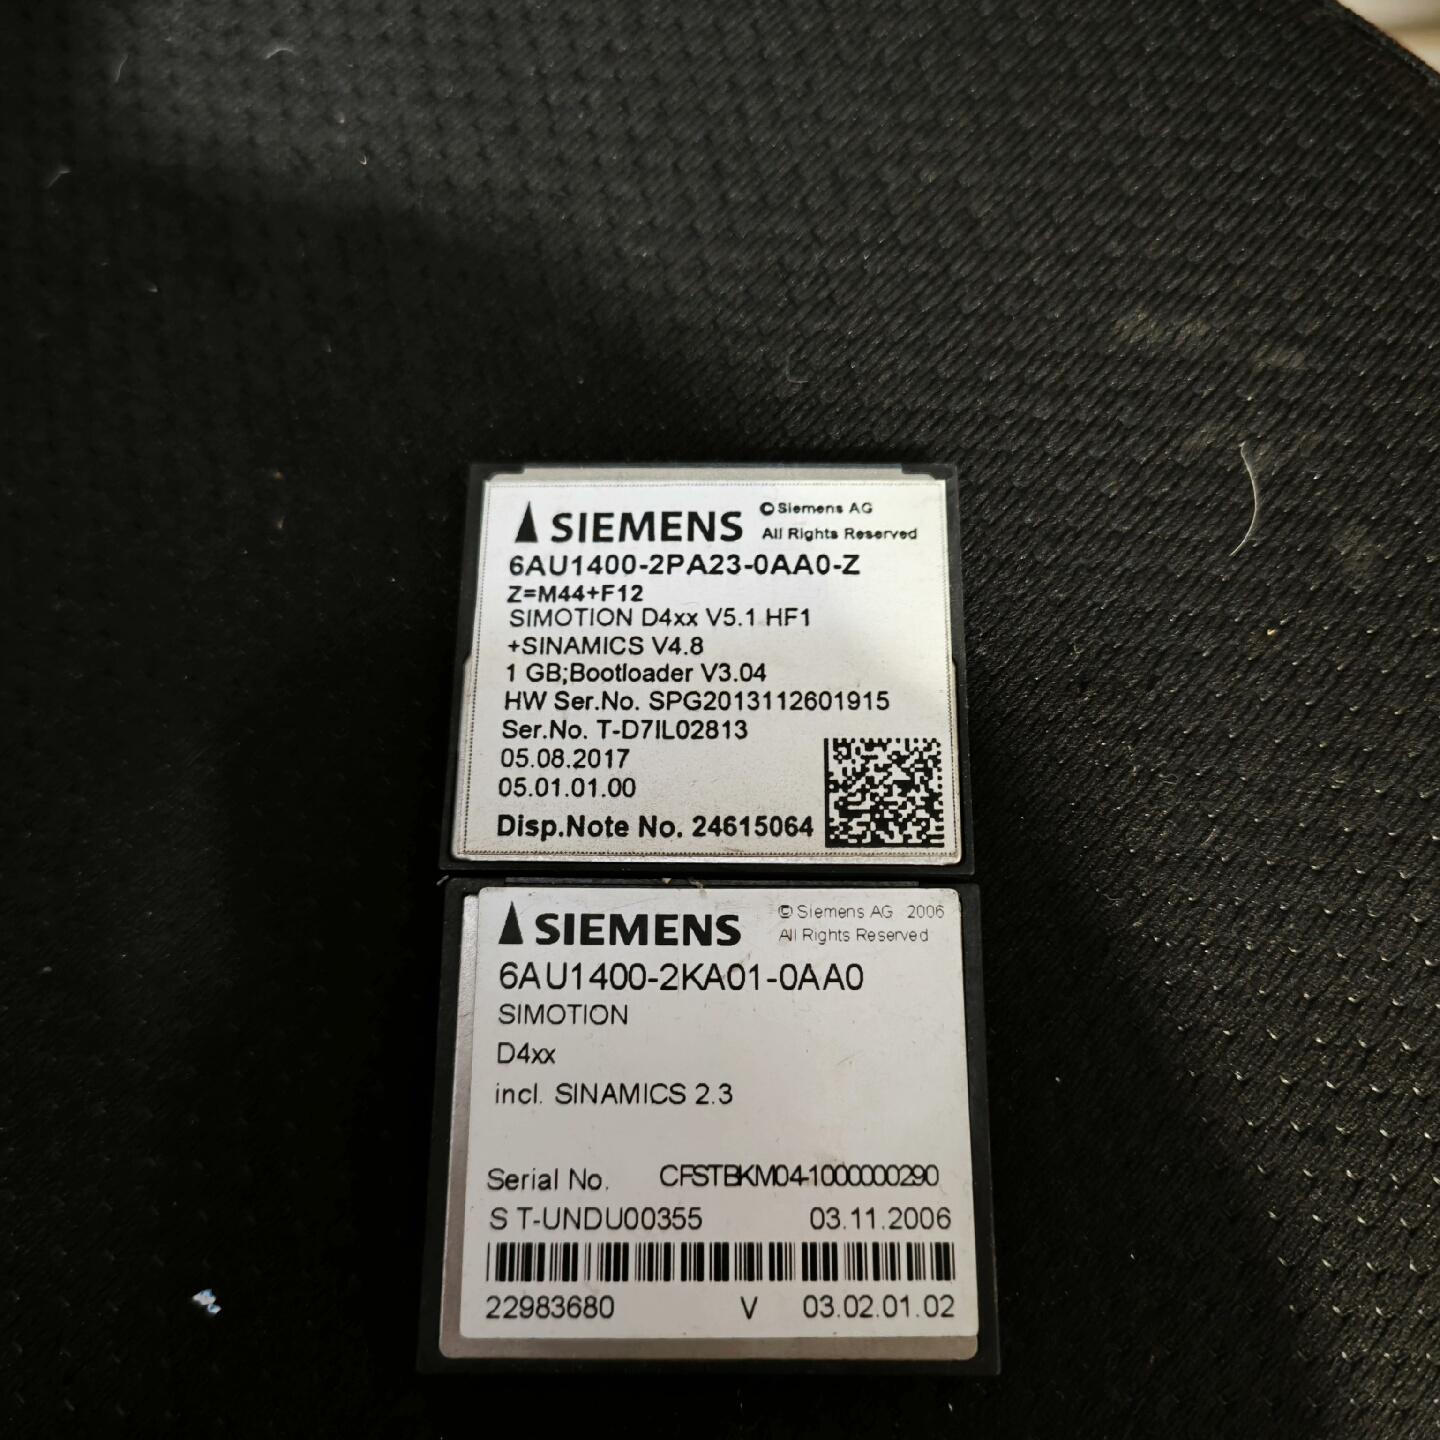 SIEMENS
©Siemens AG
All Rights Reserved
6AU1400-2PA23-0AA0-Z
Z=M44+F12
SIMOTION D4xx V5.1 HF1
+SINAMICS V4.8
1 GB;Bootloader V3.04
HW Ser.No. SPG2013112601915
Ser.No. T-D7IL02813
05.08.2017
05.01.01.00
Disp.Note No. 24615064
SIEMENS
© Siemens AG 2006
All Rights Reserved
6AU1400-2KA01-0AA0
SIMOTION
D4xx
incl. SINAMICS 2.3
Serial No. CFSTBKM04-1000000290
S T-UNDU00355 03.11.2006
22983680 V 03.02.01.02